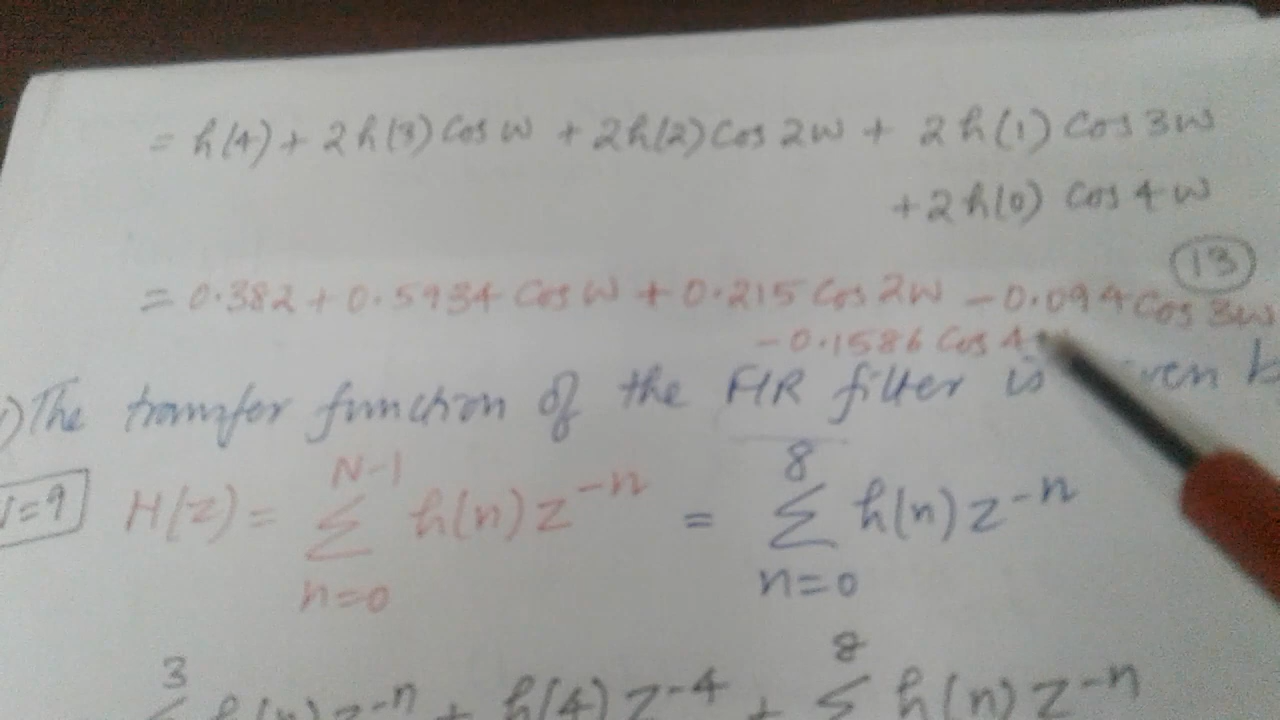 = h(4) + 2h(3) Cos w + 2h(2) Cos 2w + 2h(1) Cos 3w
+ 2h(0) Cos 4w
(13)
= 0.382 + 0.5934 Cos w + 0.215 Cos 2w - 0.094 Cos 3w
- 0.1586 Cos 4
) The transfer function of the FIR filter is
N=9 H(z) = Σ_{n=0}^{N-1} h(n) z^{-n} = Σ_{n=0}^{8} h(n) z^{-n}
3 h(n) z^{-n} + h(4) z^{-4} + Σ^{8} h(n) z^{-n}